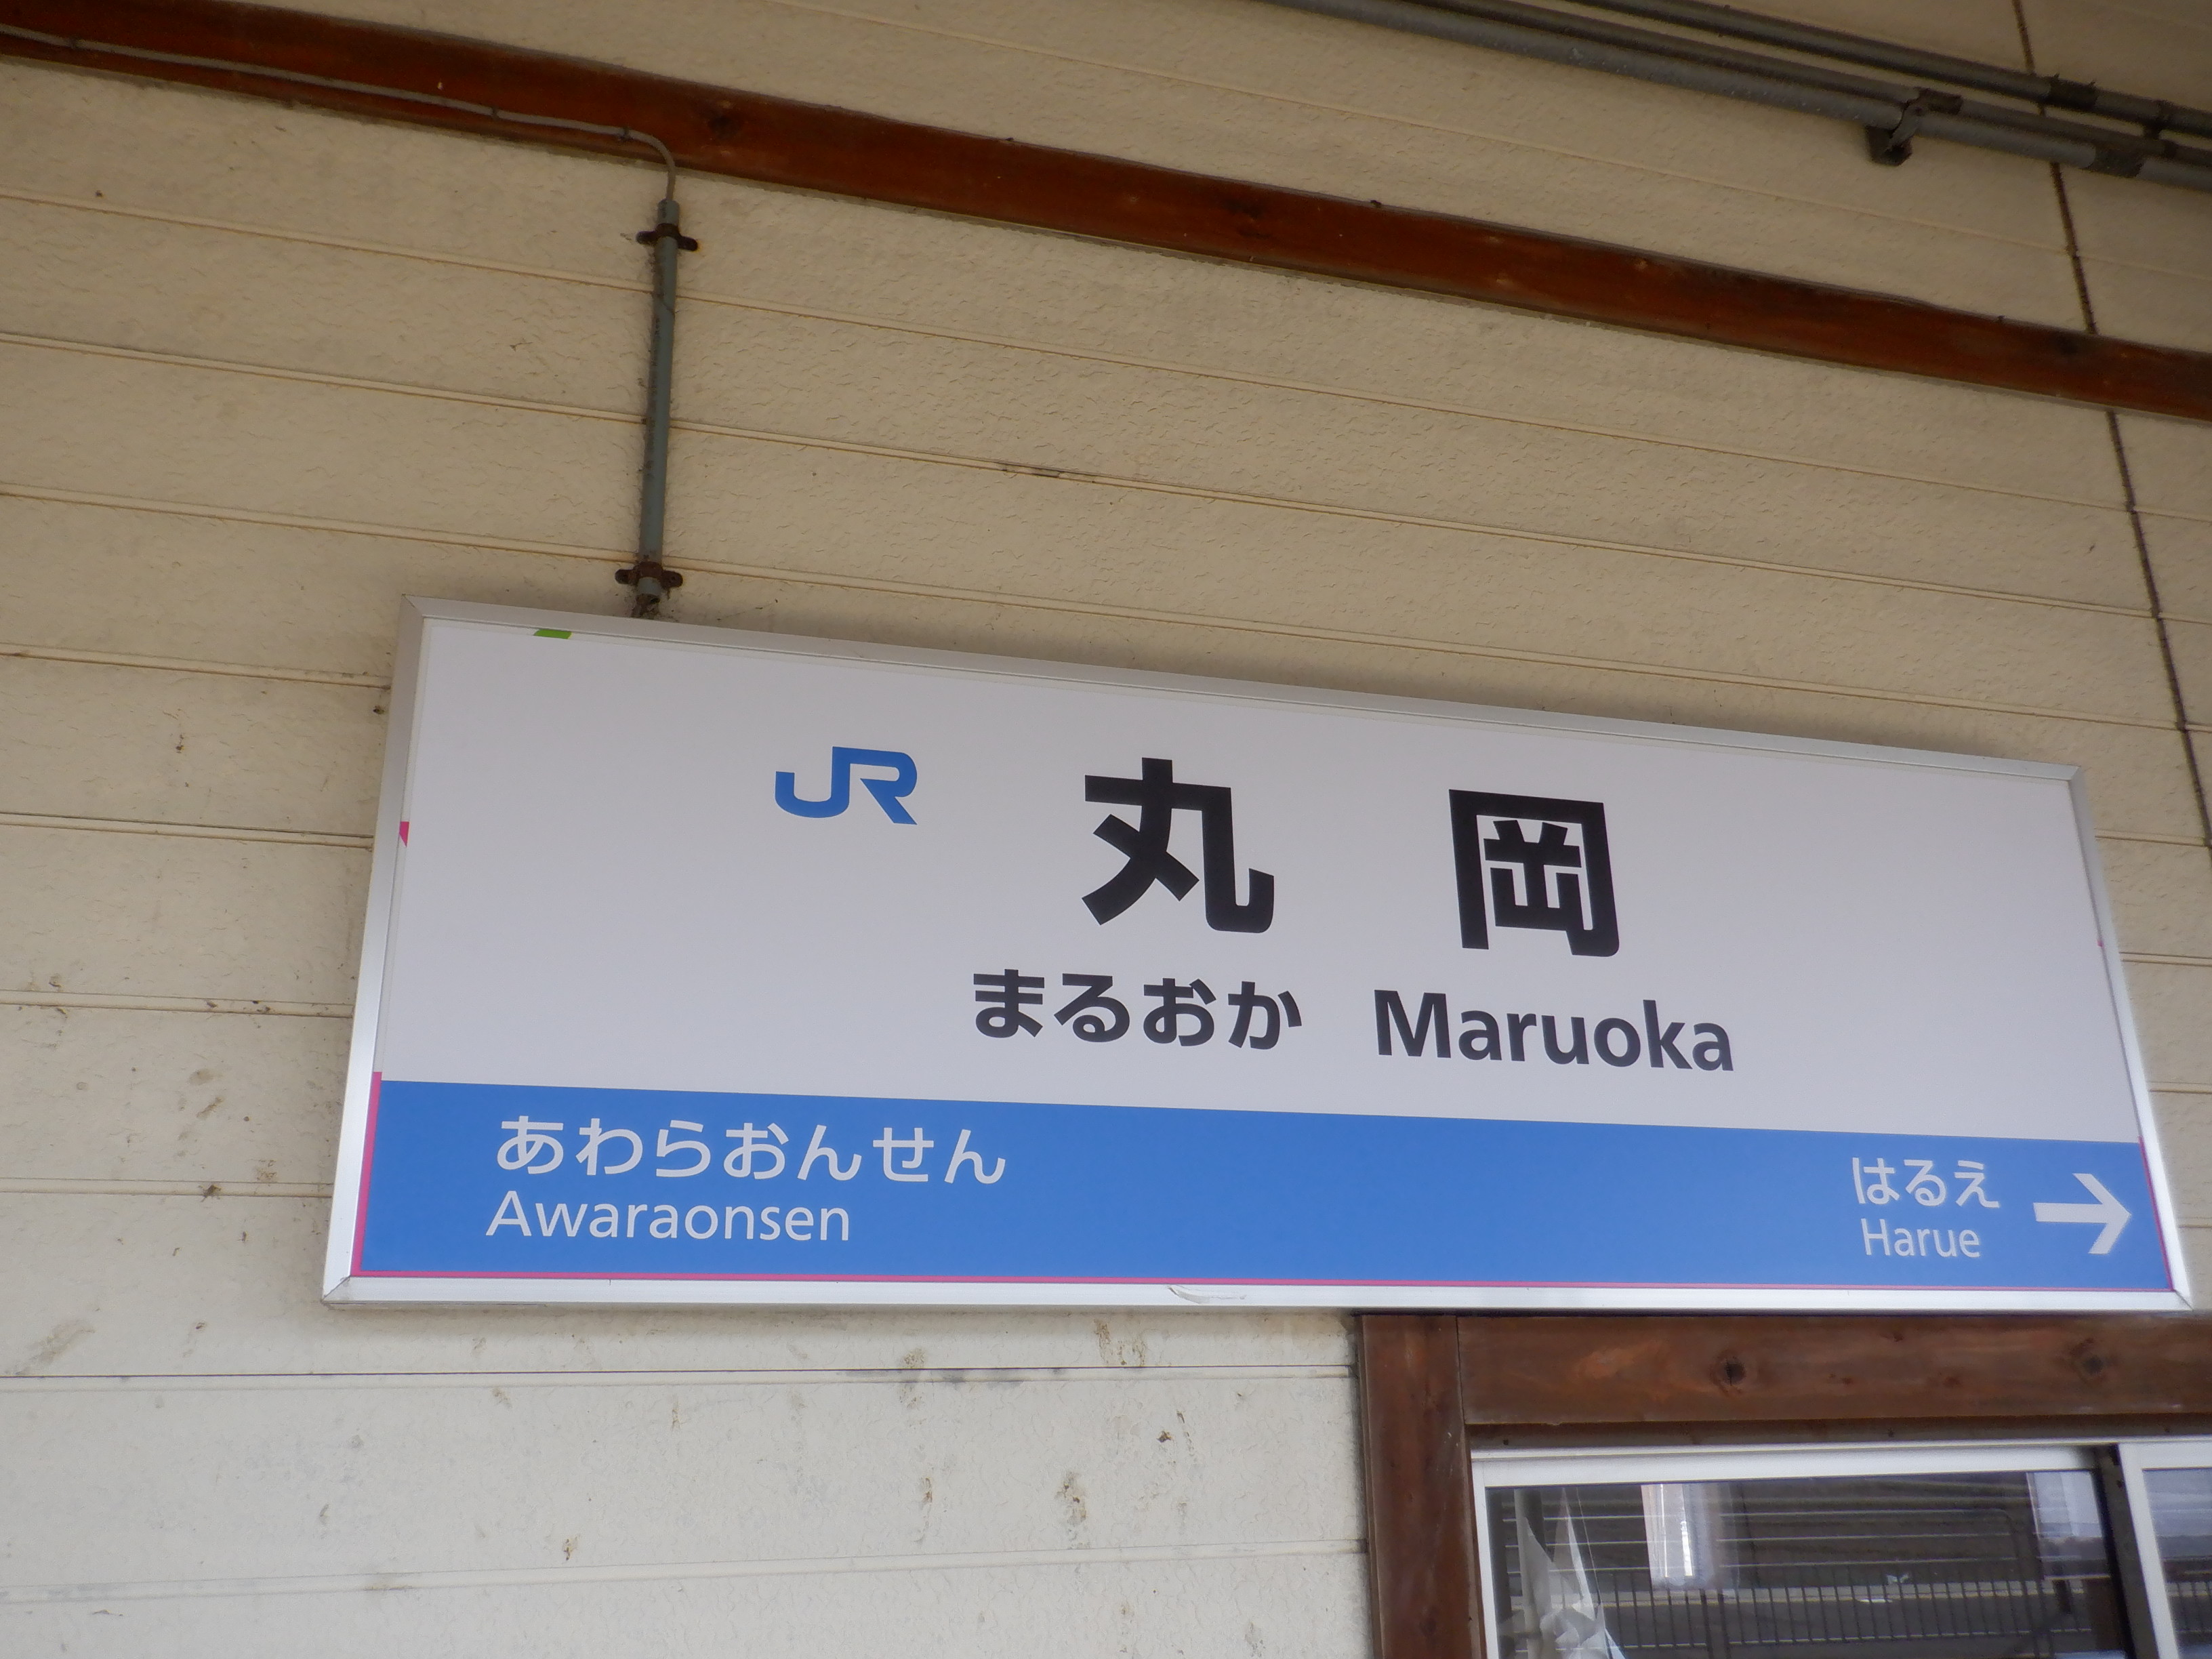 JR 丸岡
まるおか Maruoka
あわらおんせん
Awaraonsen
はるえ →
Harue